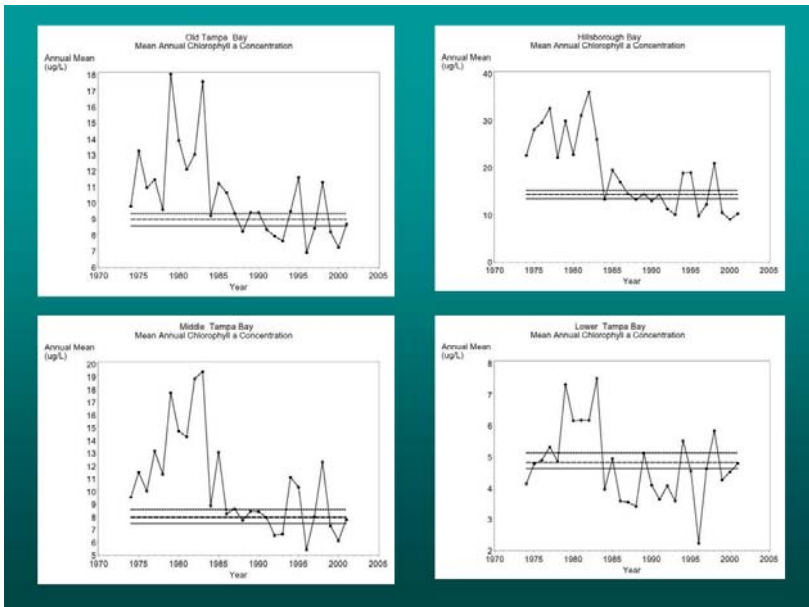 Old Tampa Bay
Mean Annual Chlorophyll a Concentration
Annual Mean
(ug/L)
18
17
16
15
14
13
12
11
10
9
8
7
6
1970 1975 1980 1985 1990 1995 2000 2005
Year
Hillsborough Bay
Mean Annual Chlorophyll a Concentration
Annual Mean
(ug/L)
40
30
20
10
0
1970 1975 1980 1985 1990 1995 2000 2005
Year
Middle Tampa Bay
Mean Annual Chlorophyll a Concentration
Annual Mean
(ug/L)
20
19
18
17
16
15
14
13
12
11
10
9
8
7
6
5
1970 1975 1980 1985 1990 1995 2000 2005
Year
Lower Tampa Bay
Mean Annual Chlorophyll a Concentration
Annual Mean
(ug/L)
8
7
6
5
4
3
2
1970 1975 1980 1985 1990 1995 2000 2005
Year